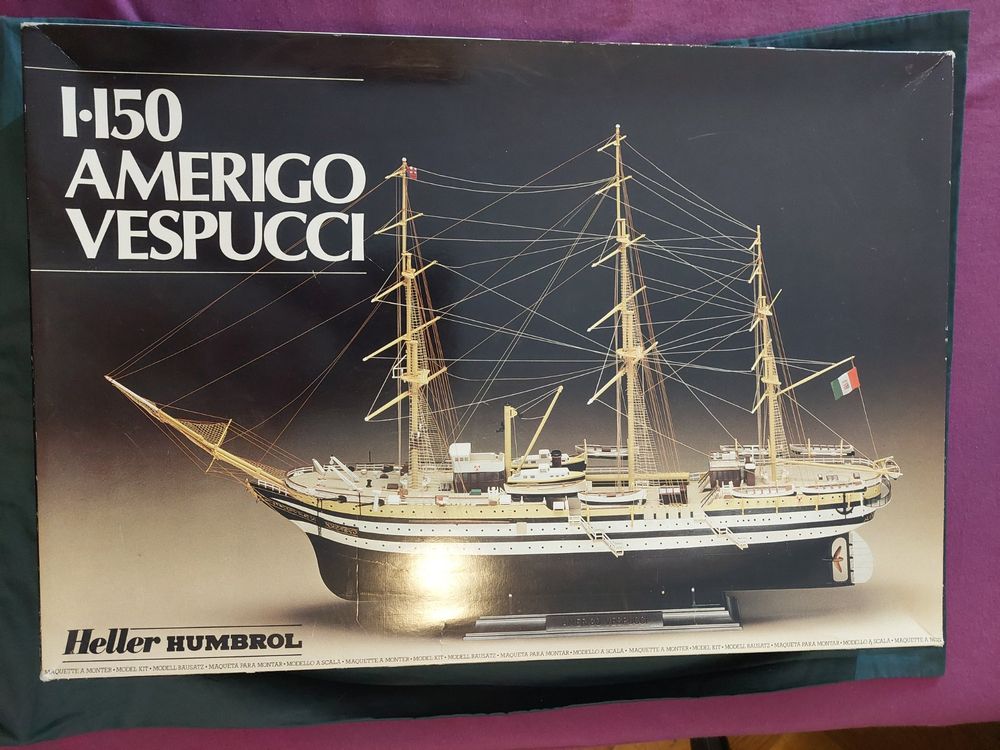 1·150
AMERIGO
VESPUCCI
AMERIGO VESPUCCI
Heller HUMBROL
MAQUETTE A MONTER • MODEL KIT • MODELL BAUSATZ • MAQUETA PARA MONTAR • MODELLO A SCALA • MAQUETTE A MONTER • MODEL KIT • MODELL BAUSATZ • MAQUETA PARA MONTAR • MODELLO A SCALA • MAQUETTE A MONTER • MODEL KIT • MODELL BAUSATZ • MAQUETA PARA MONTAR • MODELLO A SCALA • MAQUETTE A